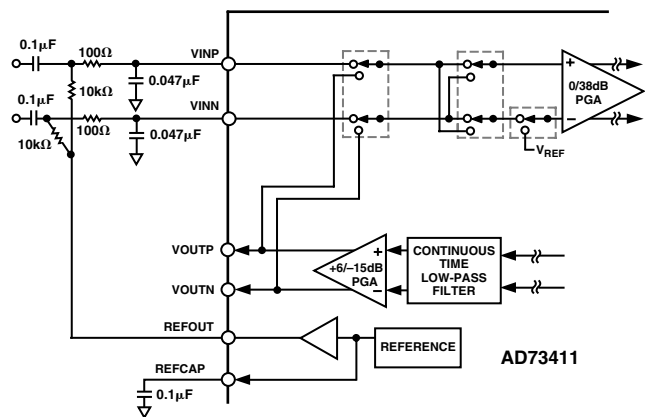 0.1µF
100Ω
VINP
0.047µF
10kΩ
0/38dB
PGA
0.1µF
VINN
100Ω
0.047µF
10kΩ
VREF
VOUTP
+6/–15dB
PGA
CONTINUOUS
TIME
LOW-PASS
FILTER
VOUTN
REFOUT
REFERENCE
AD73411
REFCAP
0.1µF